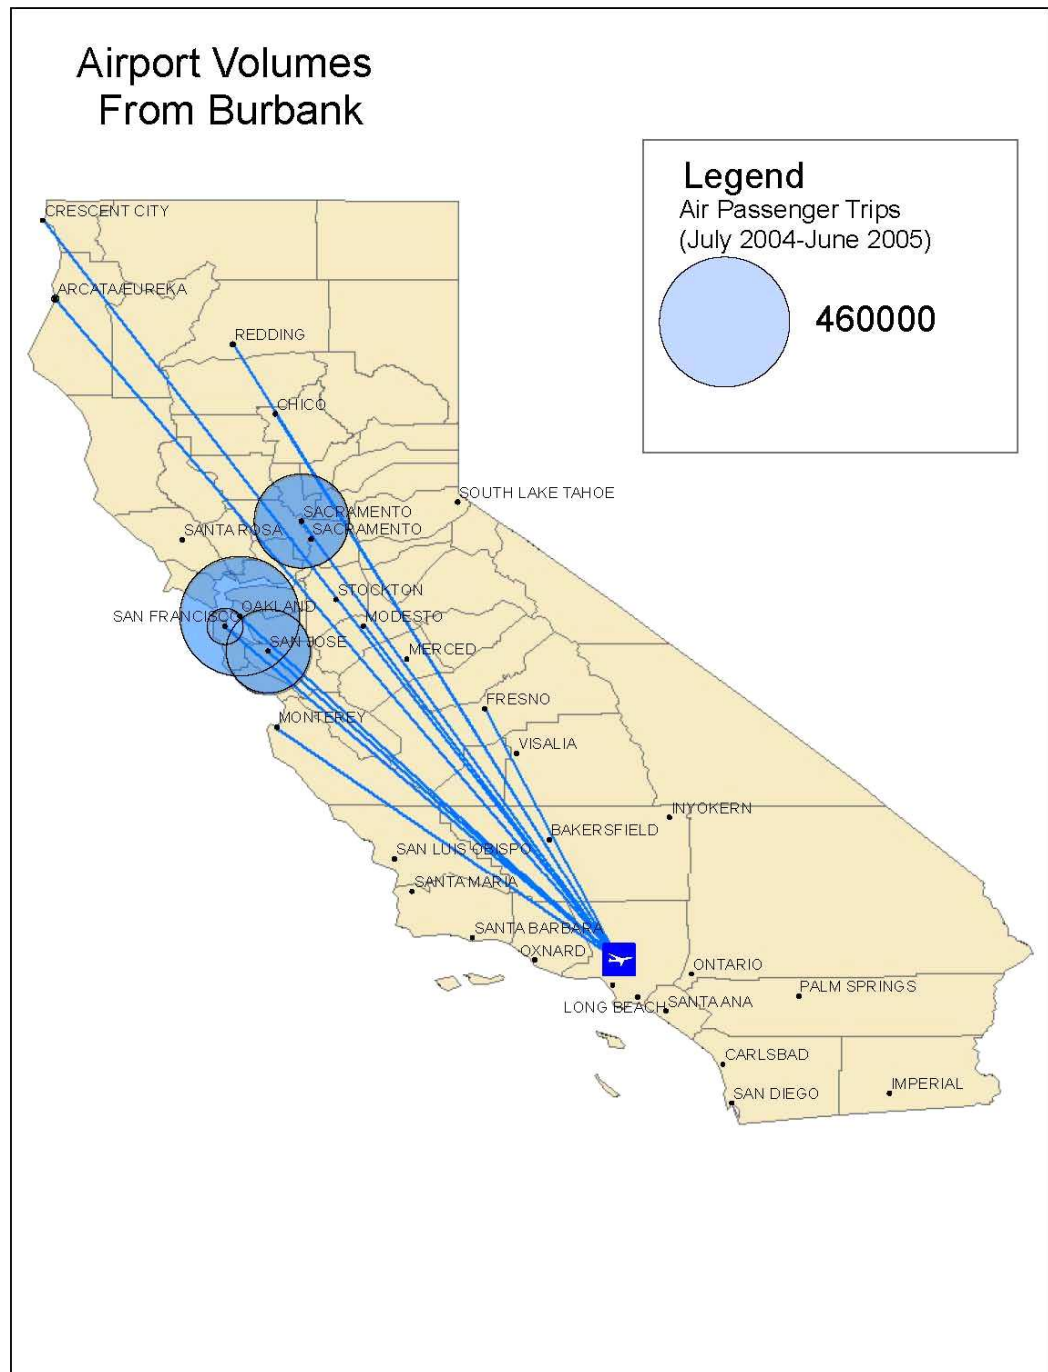 Airport Volumes
From Burbank
Legend
Air Passenger Trips
(July 2004-June 2005)
460000
CRESCENT CITY
ARCATA/EUREKA
REDDING
CHICO
SOUTH LAKE TAHOE
SACRAMENTO
SANTA ROSA
SACRAMENTO
STOCKTON
OAKLAND
SAN FRANCISCO
MODESTO
SAN JOSE
MERCED
FRESNO
MONTEREY
VISALIA
INYOKERN
BAKERSFIELD
SAN LUIS OBISPO
SANTA MARIA
SANTA BARBARA
OXNARD
ONTARIO
PALM SPRINGS
LONG BEACH
SANTA ANA
CARLSBAD
IMPERIAL
SAN DIEGO